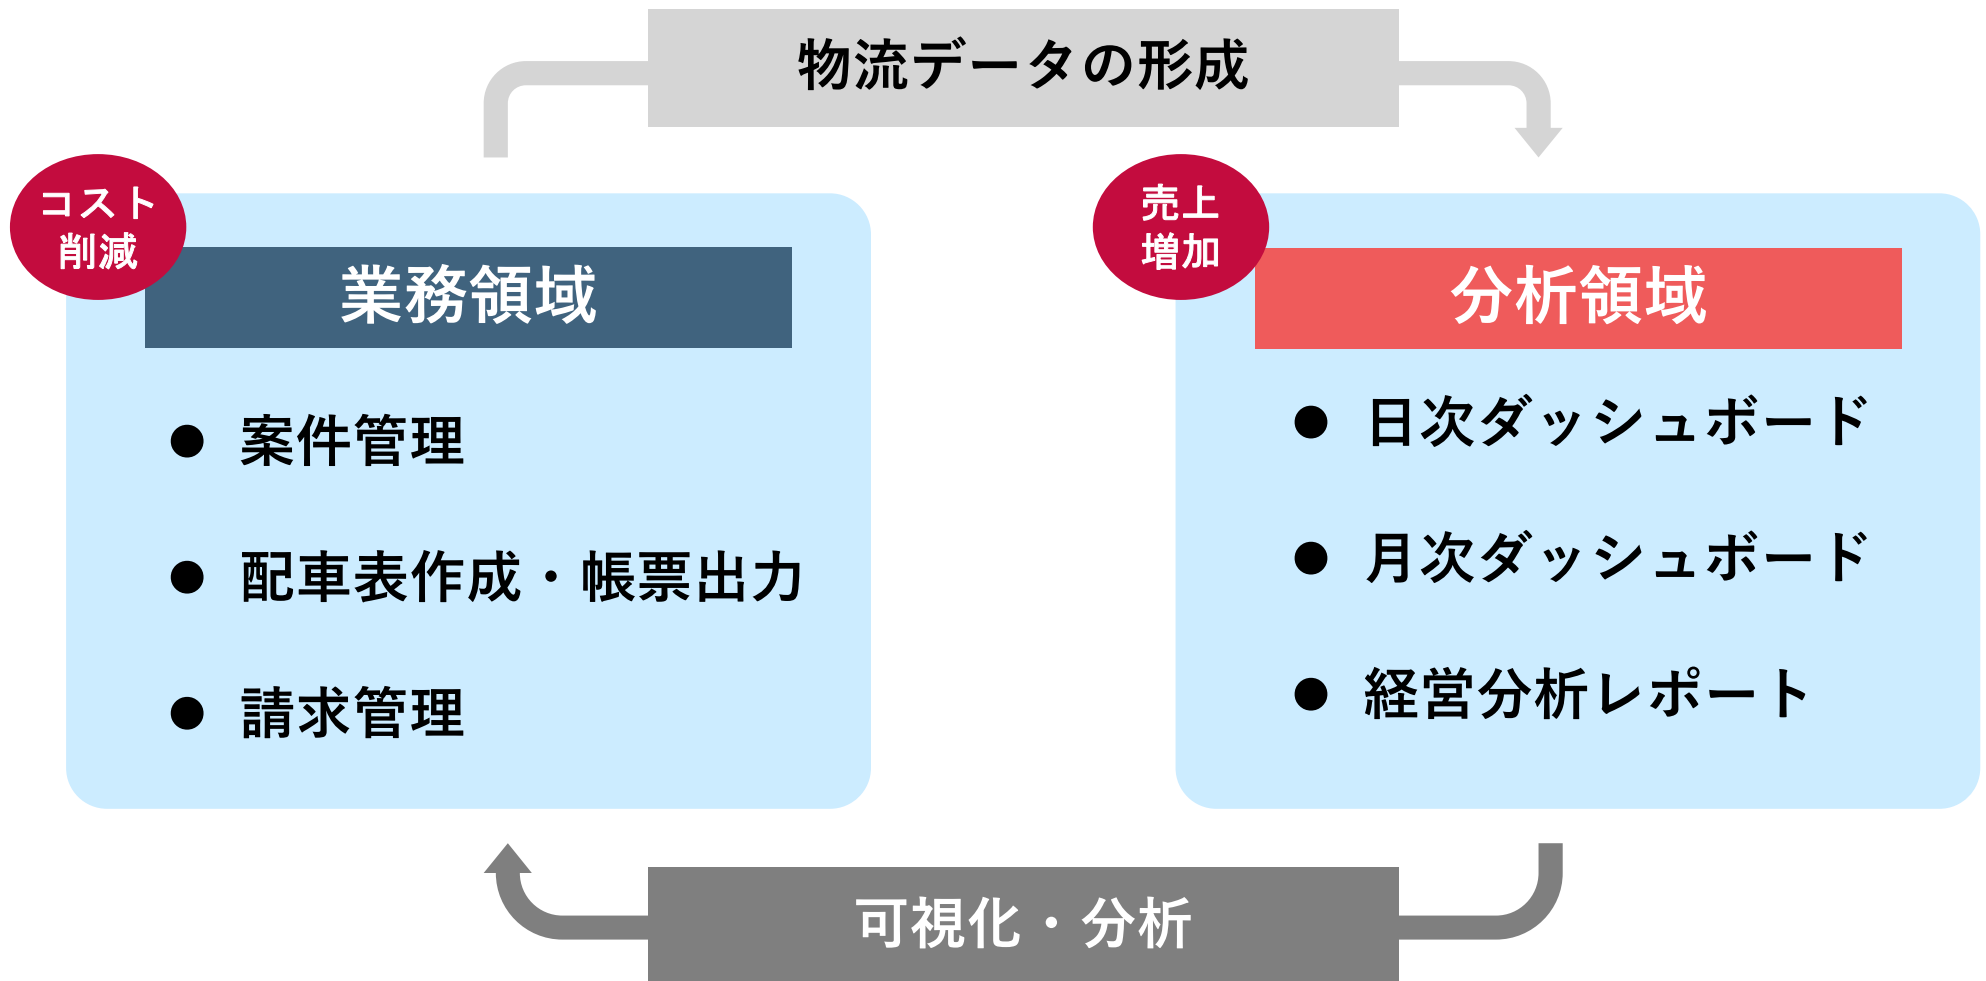 物流データの形成
コスト
削減
業務領域
● 案件管理
● 配車表作成・帳票出力
● 請求管理
売上
増加
分析領域
● 日次ダッシュボード
● 月次ダッシュボード
● 経営分析レポート
可視化・分析